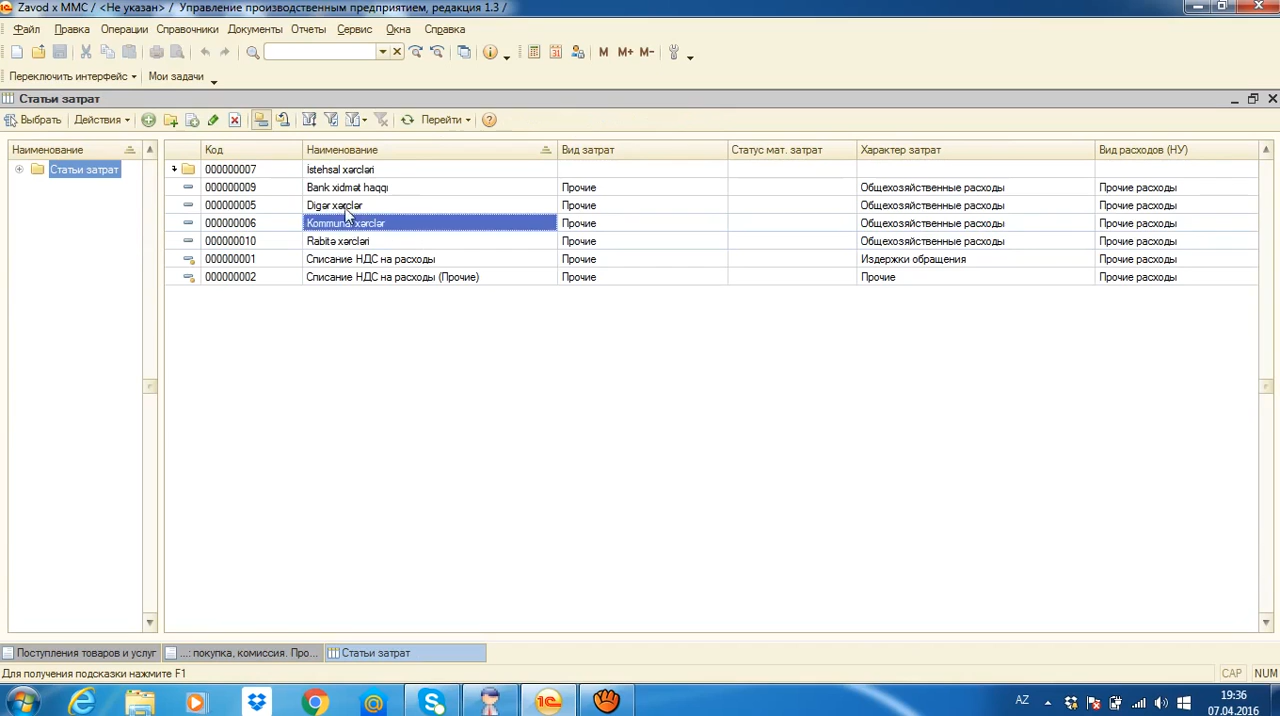 Zavod x MMC / <Не указан> / Управление производственным предприятием, редакция 1.3 /
Файл Правка Операции Справочники Документы Отчеты Сервис Окна Справка
M M+ M-
Переключить интерфейс Мои задачи
Статьи затрат
Выбрать Действия Перейти
Наименование
Статьи затрат
Код Наименование Вид затрат Статус мат. затрат Характер затрат Вид расходов (НУ)
000000007 İstehsal xərcləri
000000009 Bank xidmət haqqı Прочие Общехозяйственные расходы Прочие расходы
000000005 Digər xərclər Прочие Общехозяйственные расходы Прочие расходы
000000006 Kommunal xərclər Прочие Общехозяйственные расходы Прочие расходы
000000010 Rabitə xərcləri Прочие Общехозяйственные расходы Прочие расходы
000000001 Списание НДС на расходы Прочие Издержки обращения Прочие расходы
000000002 Списание НДС на расходы (Прочие) Прочие Прочие Прочие расходы
Поступления товаров и услуг ...: покупка, комиссия. Про... Статьи затрат
Для получения подсказки нажмите F1 CAP NUM
AZ 19:36
07.04.2016